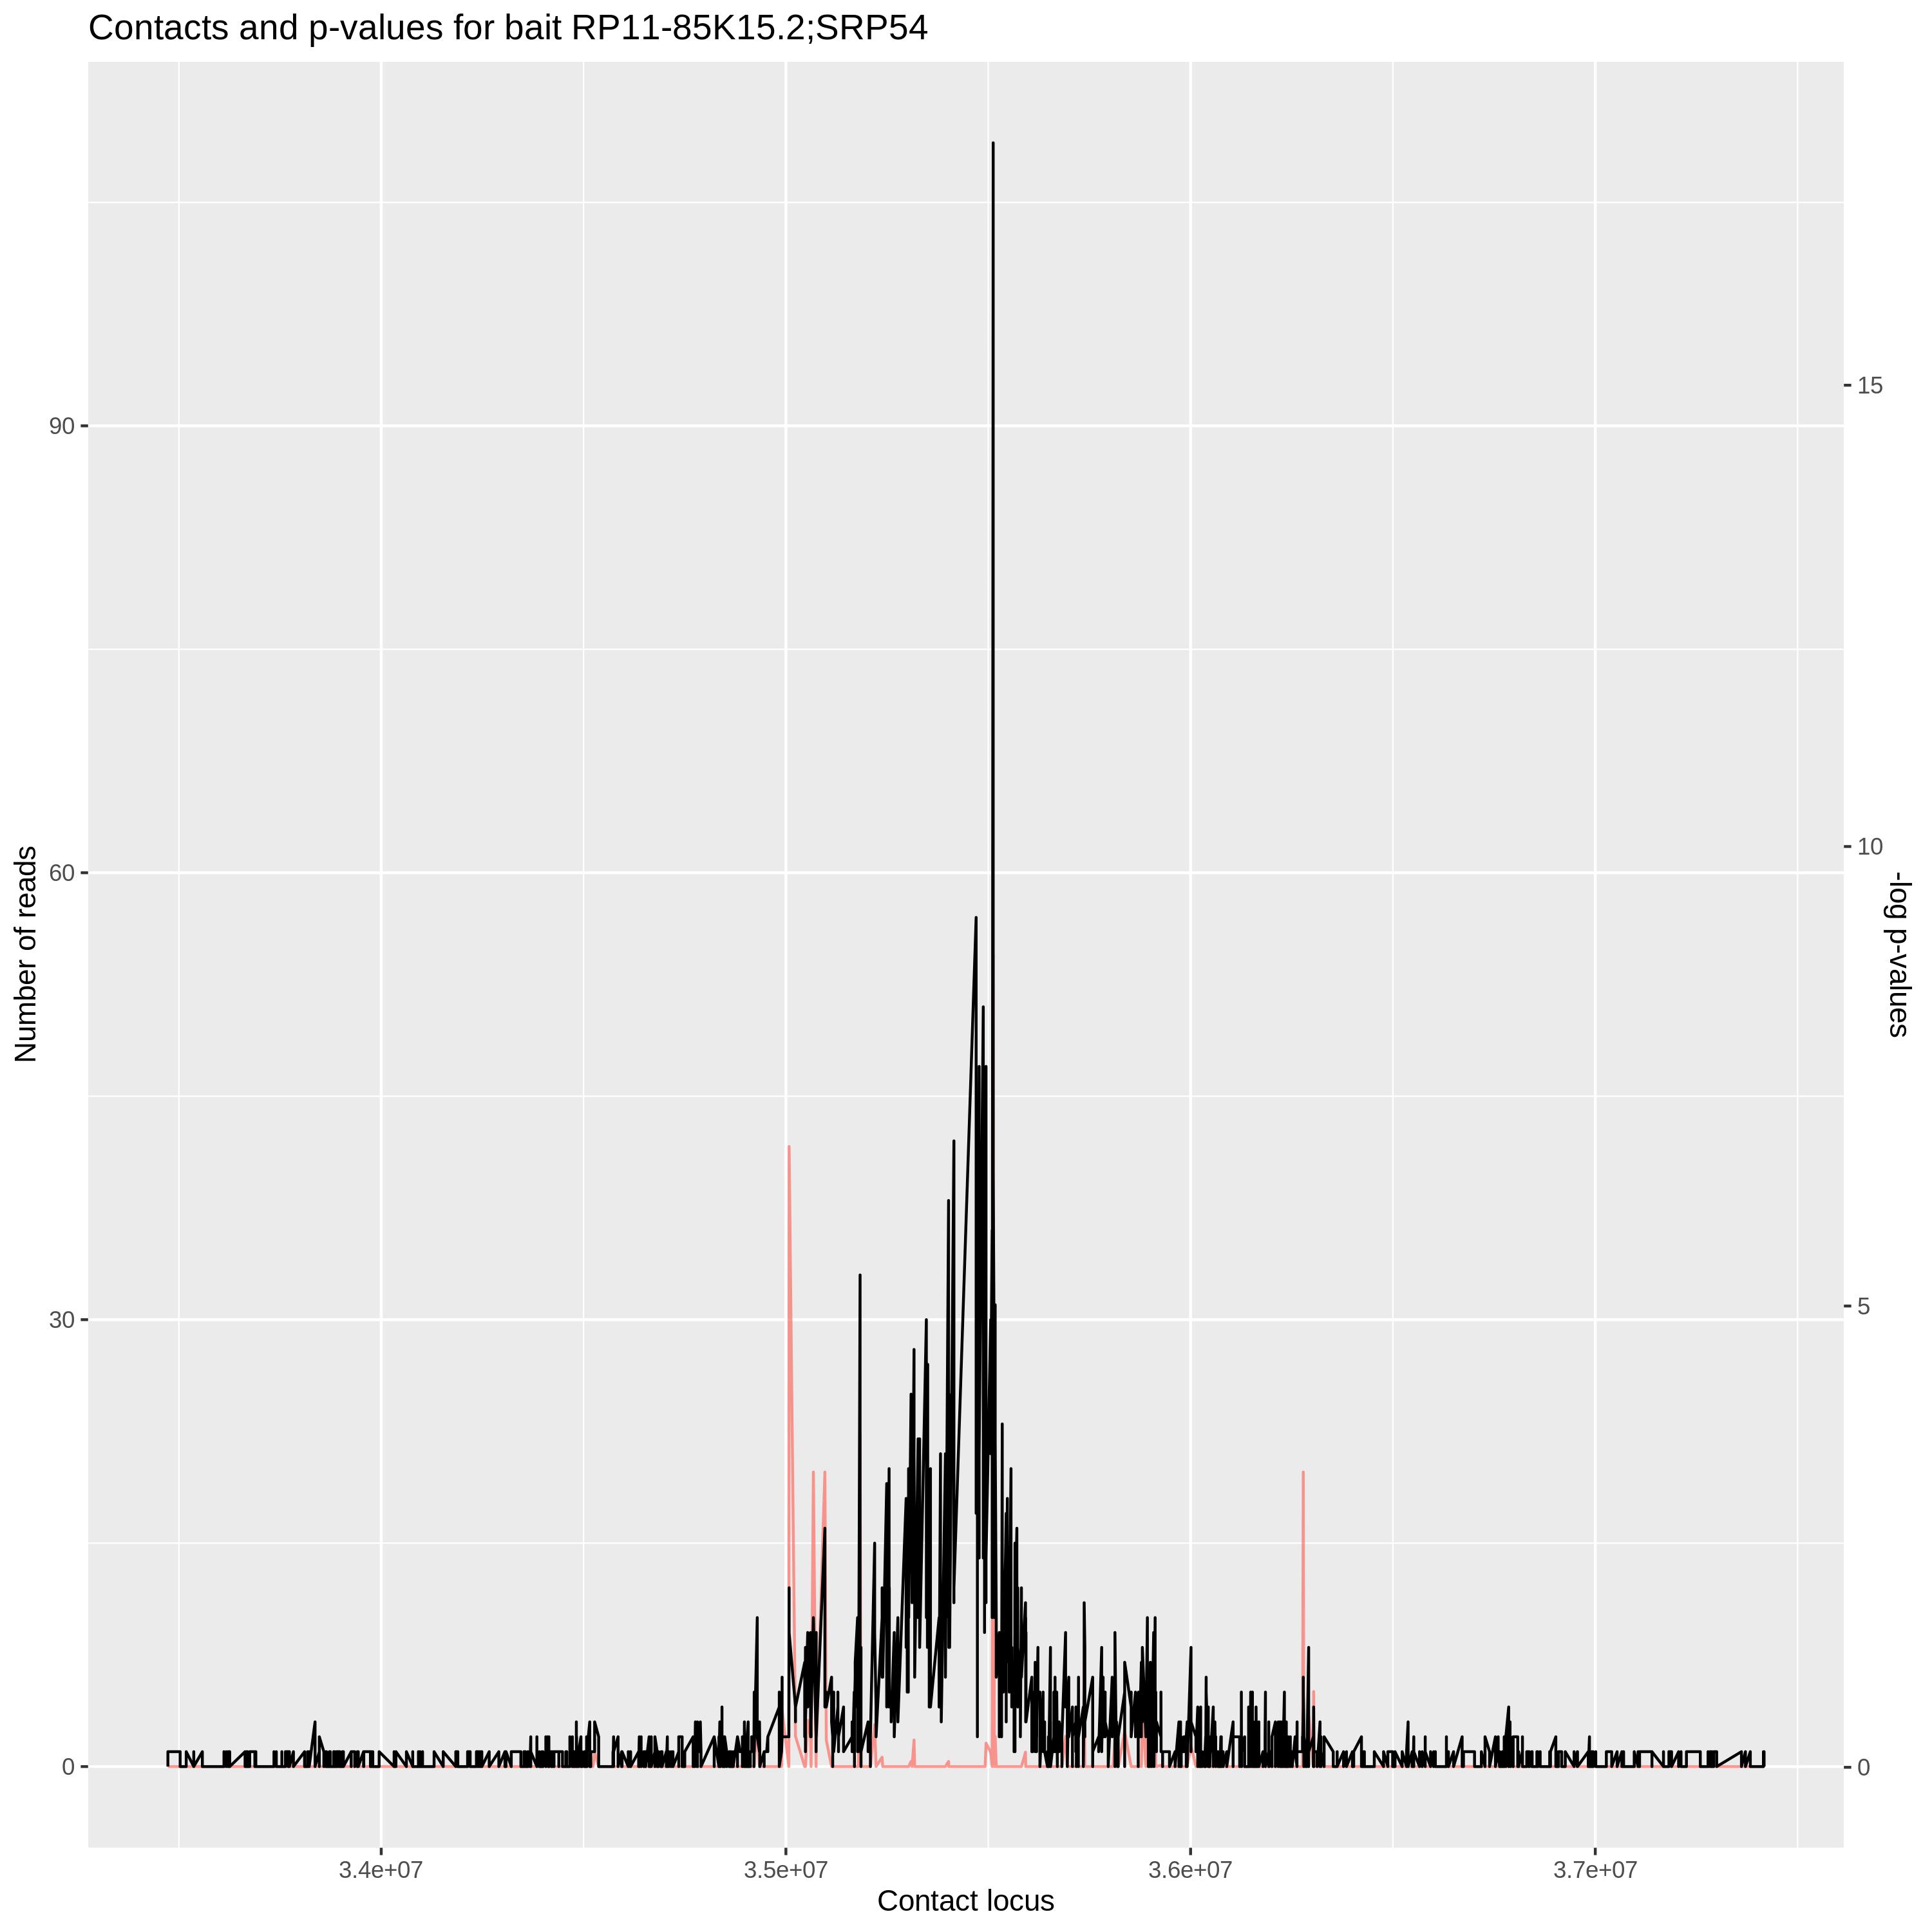 Contacts and p-values for bait RP11-85K15.2;SRP54
Number of reads
90
60
30
0
15
10
5
0
-log p-values
3.4e+07 3.5e+07 3.6e+07 3.7e+07
Contact locus